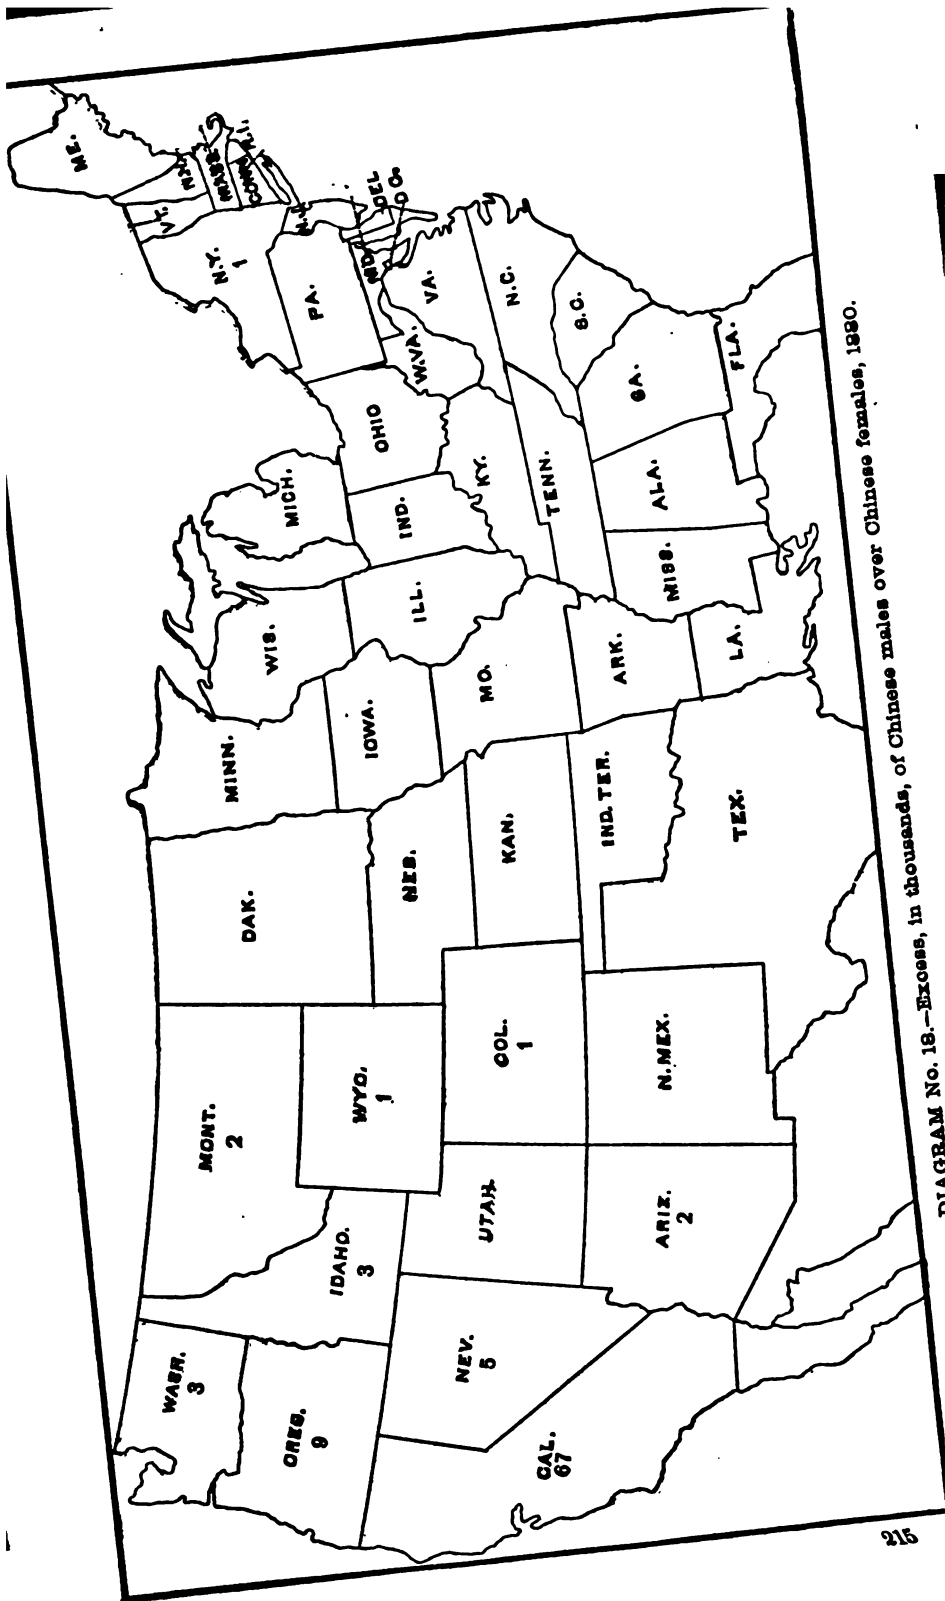 WASH.
3
OREG.
9
CAL.
67
NEV.
5
IDAHO.
3
MONT.
2
WYO.
1
UTAH.
ARIZ.
2
COL.
1
N. MEX.
DAK.
NEB.
KAN.
IND. TER.
TEX.
MINN.
IOWA.
MO.
ARK.
LA.
WIS.
ILL.
MICH.
IND.
OHIO
KY.
TENN.
MISS.
ALA.
GA.
FLA.
S.C.
N.C.
VA.
W.VA.
PA.
N.Y.
1
VT.
N.H.
ME.
MASS.
CONN.
R.I.
N.J.
DEL
MD.
D.C.
DIAGRAM No. 18.—Excess, in thousands, of Chinese males over Chinese females, 1880.
215